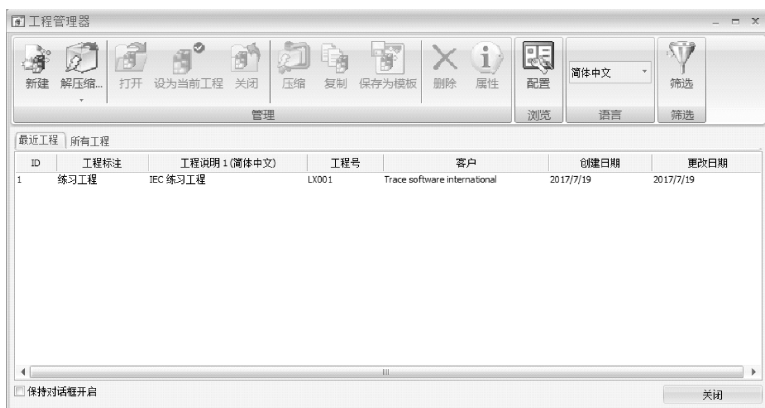 工程管理器
新建 解压缩... 打开 设为当前工程 关闭 压缩 复制 保存为模板 删除 属性 配置 简体中文 筛选
管理 浏览 语言 筛选
最近工程 所有工程
ID 工程标注 工程说明 1(简体中文) 工程号 客户 创建日期 更改日期
1 练习工程 IEC 练习工程 LX001 Trace software international 2017/7/19 2017/7/19
保持对话框开启 关闭